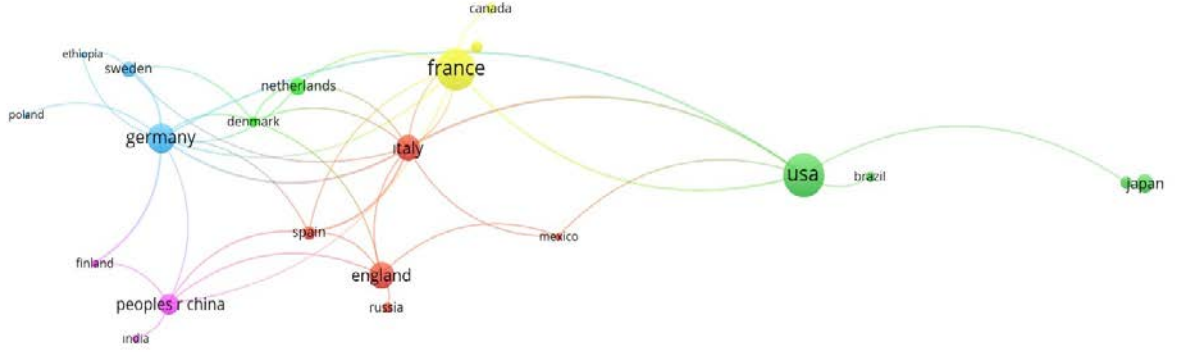 canada
ethiopia
sweden
france
netherlands
poland
denmark
germany
italy
usa
brazil
japan
spain
mexico
finland
england
peoples r china
russia
india